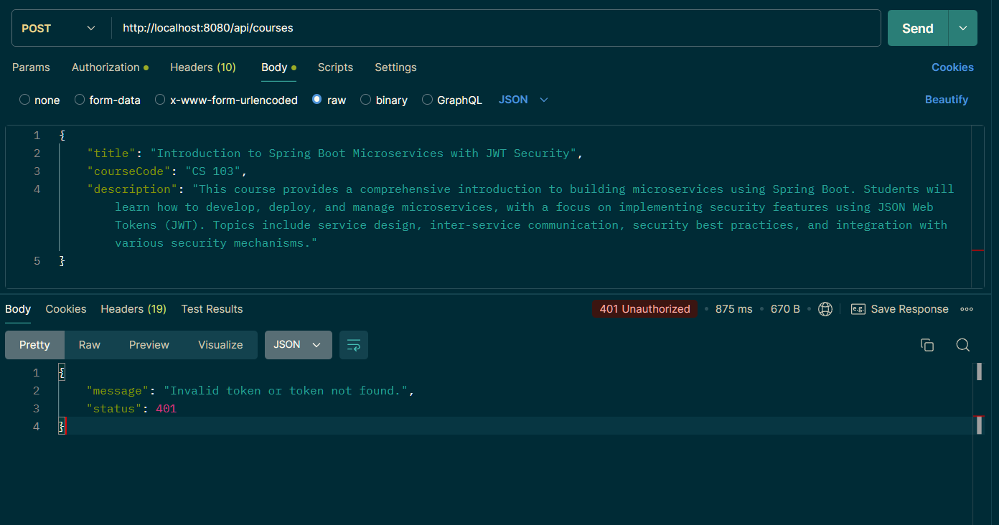 POST http://localhost:8080/api/courses Send
Params Authorization Headers (10) Body Scripts Settings Cookies
none form-data x-www-form-urlencoded raw binary GraphQL JSON Beautify
1 {
2 "title": "Introduction to Spring Boot Microservices with JWT Security",
3 "courseCode": "CS 103",
4 "description": "This course provides a comprehensive introduction to building microservices using Spring Boot. Students will
learn how to develop, deploy, and manage microservices, with a focus on implementing security features using JSON Web
Tokens (JWT). Topics include service design, inter-service communication, security best practices, and integration with
various security mechanisms."
5 }
Body Cookies Headers (19) Test Results 401 Unauthorized • 875 ms • 670 B • e.g. Save Response
Pretty Raw Preview Visualize JSON
1 {
2 "message": "Invalid token or token not found.",
3 "status": 401
4 }